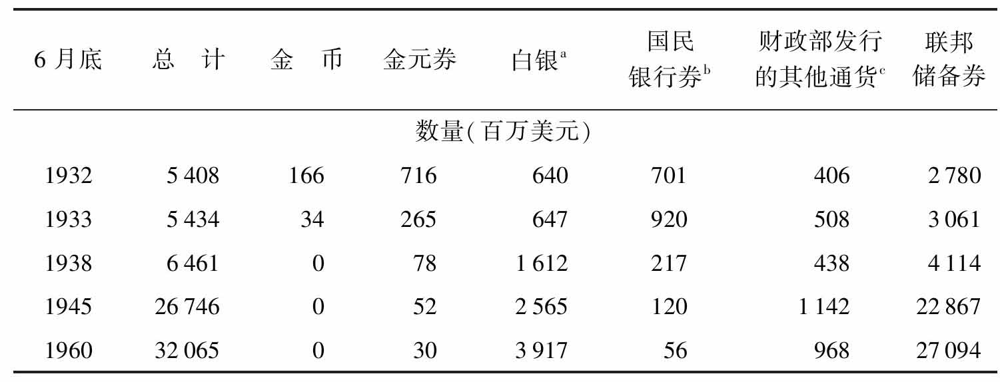 6月底 总 计 金 币 金元券 白银a 国民银行券b 财政部发行的其他通货c 联邦储备券
数量(百万美元)
1932 5 408 166 716 640 701 406 2 780
1933 5 434 34 265 647 920 508 3 061
1938 6 461 0 78 1 612 217 438 4 114
1945 26 746 0 52 2 565 120 1 142 22 867
1960 32 065 0 30 3 917 56 968 27 094